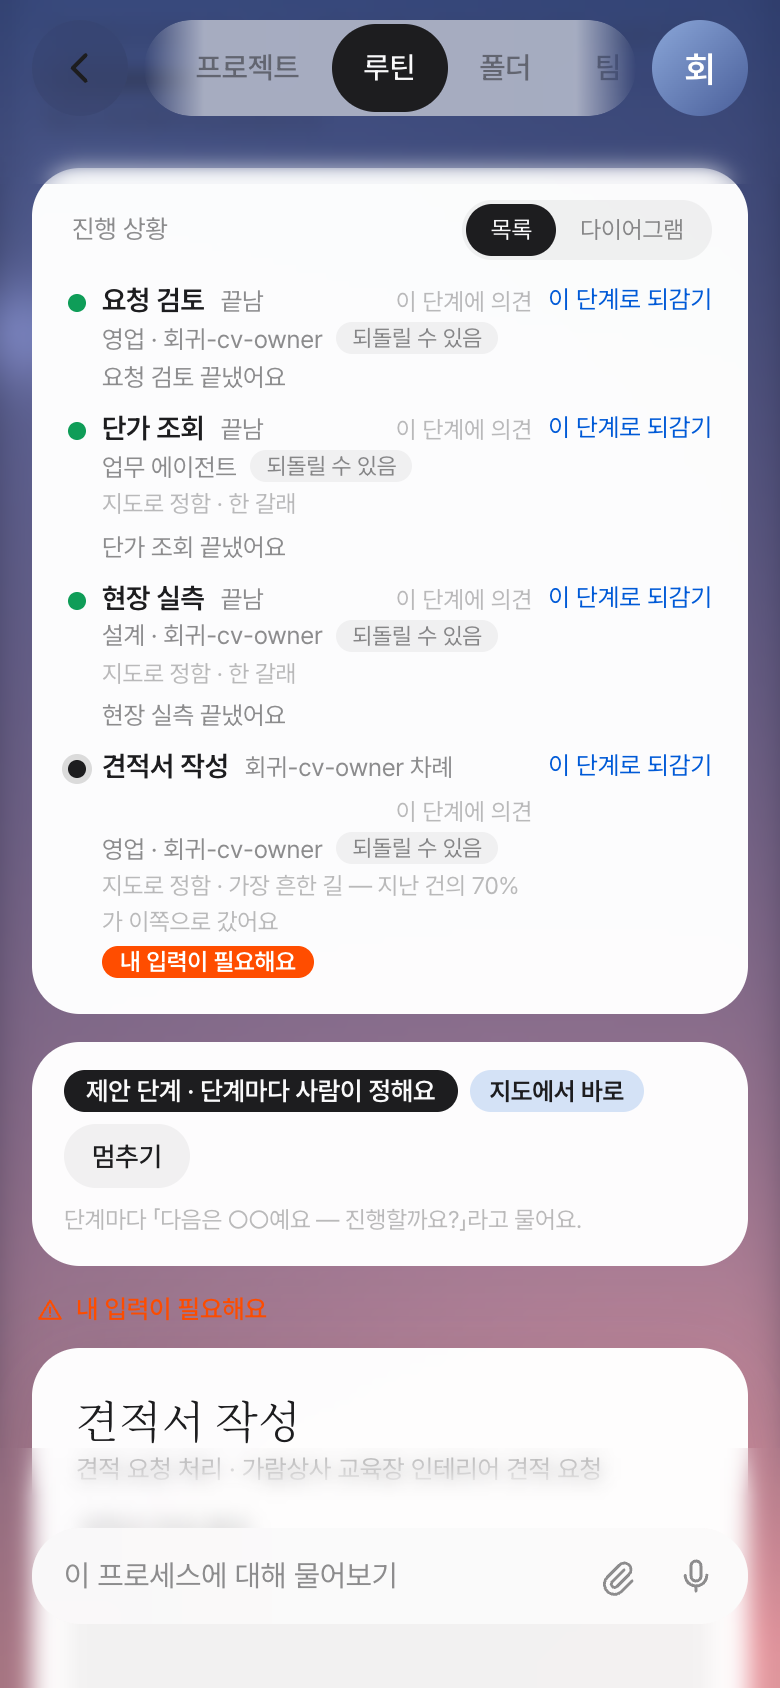 프로젝트 루틴 폴더 팀 회
진행 상황 목록 다이어그램
요청 검토 끝남 이 단계에 의견 이 단계로 되감기
영업 · 회귀-cv-owner 되돌릴 수 있음
요청 검토 끝냈어요
단가 조회 끝남 이 단계에 의견 이 단계로 되감기
업무 에이전트 되돌릴 수 있음
지도로 정함 · 한 갈래
단가 조회 끝냈어요
현장 실측 끝남 이 단계에 의견 이 단계로 되감기
설계 · 회귀-cv-owner 되돌릴 수 있음
지도로 정함 · 한 갈래
현장 실측 끝냈어요
견적서 작성 회귀-cv-owner 차례 이 단계로 되감기
이 단계에 의견
영업 · 회귀-cv-owner 되돌릴 수 있음
지도로 정함 · 가장 흔한 길 — 지난 건의 70%
가 이쪽으로 갔어요
내 입력이 필요해요
제안 단계 · 단계마다 사람이 정해요 지도에서 바로
멈추기
단계마다 「다음은 〇〇예요 — 진행할까요?」라고 물어요.
내 입력이 필요해요
견적서 작성
견적 요청 처리 · 가람상사 교육장 인테리어 견적 요청
이 프로세스에 대해 물어보기